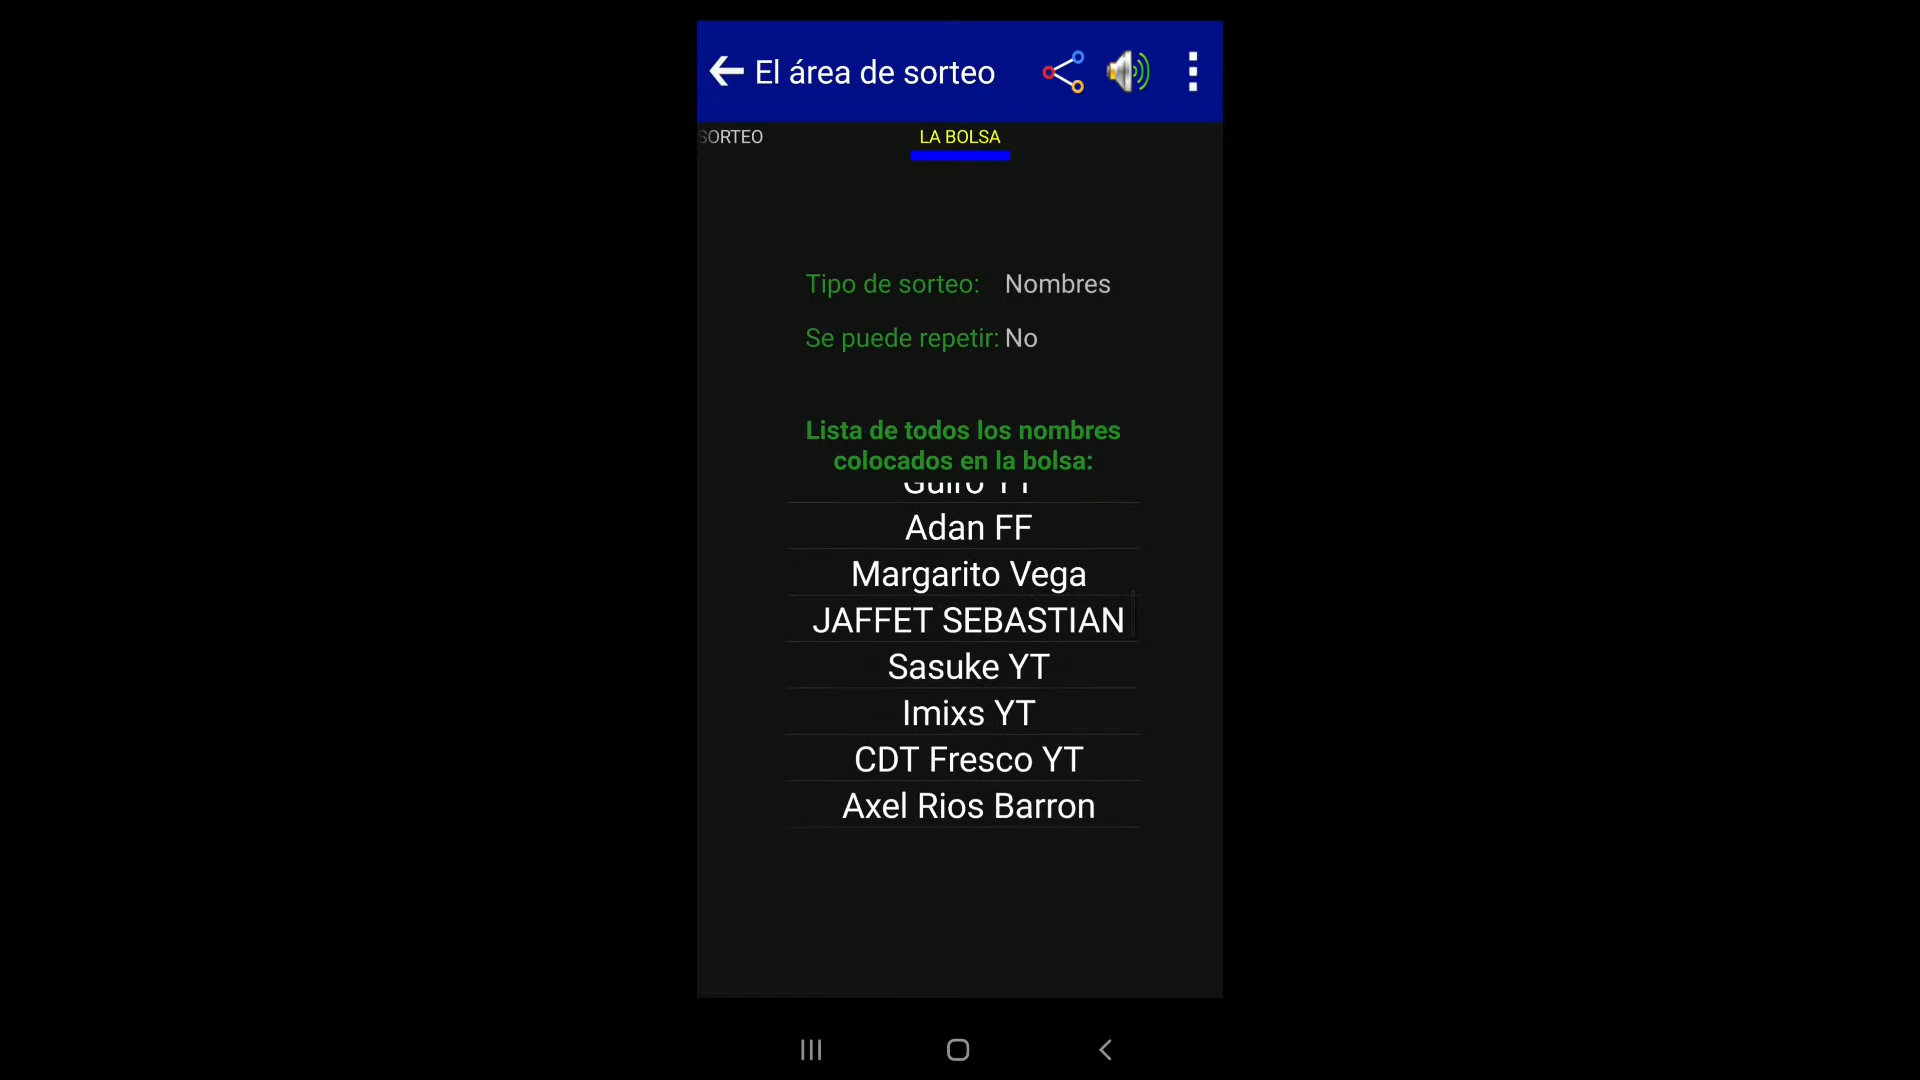 El área de sorteo
SORTEO
LA BOLSA
Tipo de sorteo: Nombres
Se puede repetir: No
Lista de todos los nombres
colocados en la bolsa:
Adan FF
Margarito Vega
JAFFET SEBASTIAN
Sasuke YT
Imixs YT
CDT Fresco YT
Axel Rios Barron